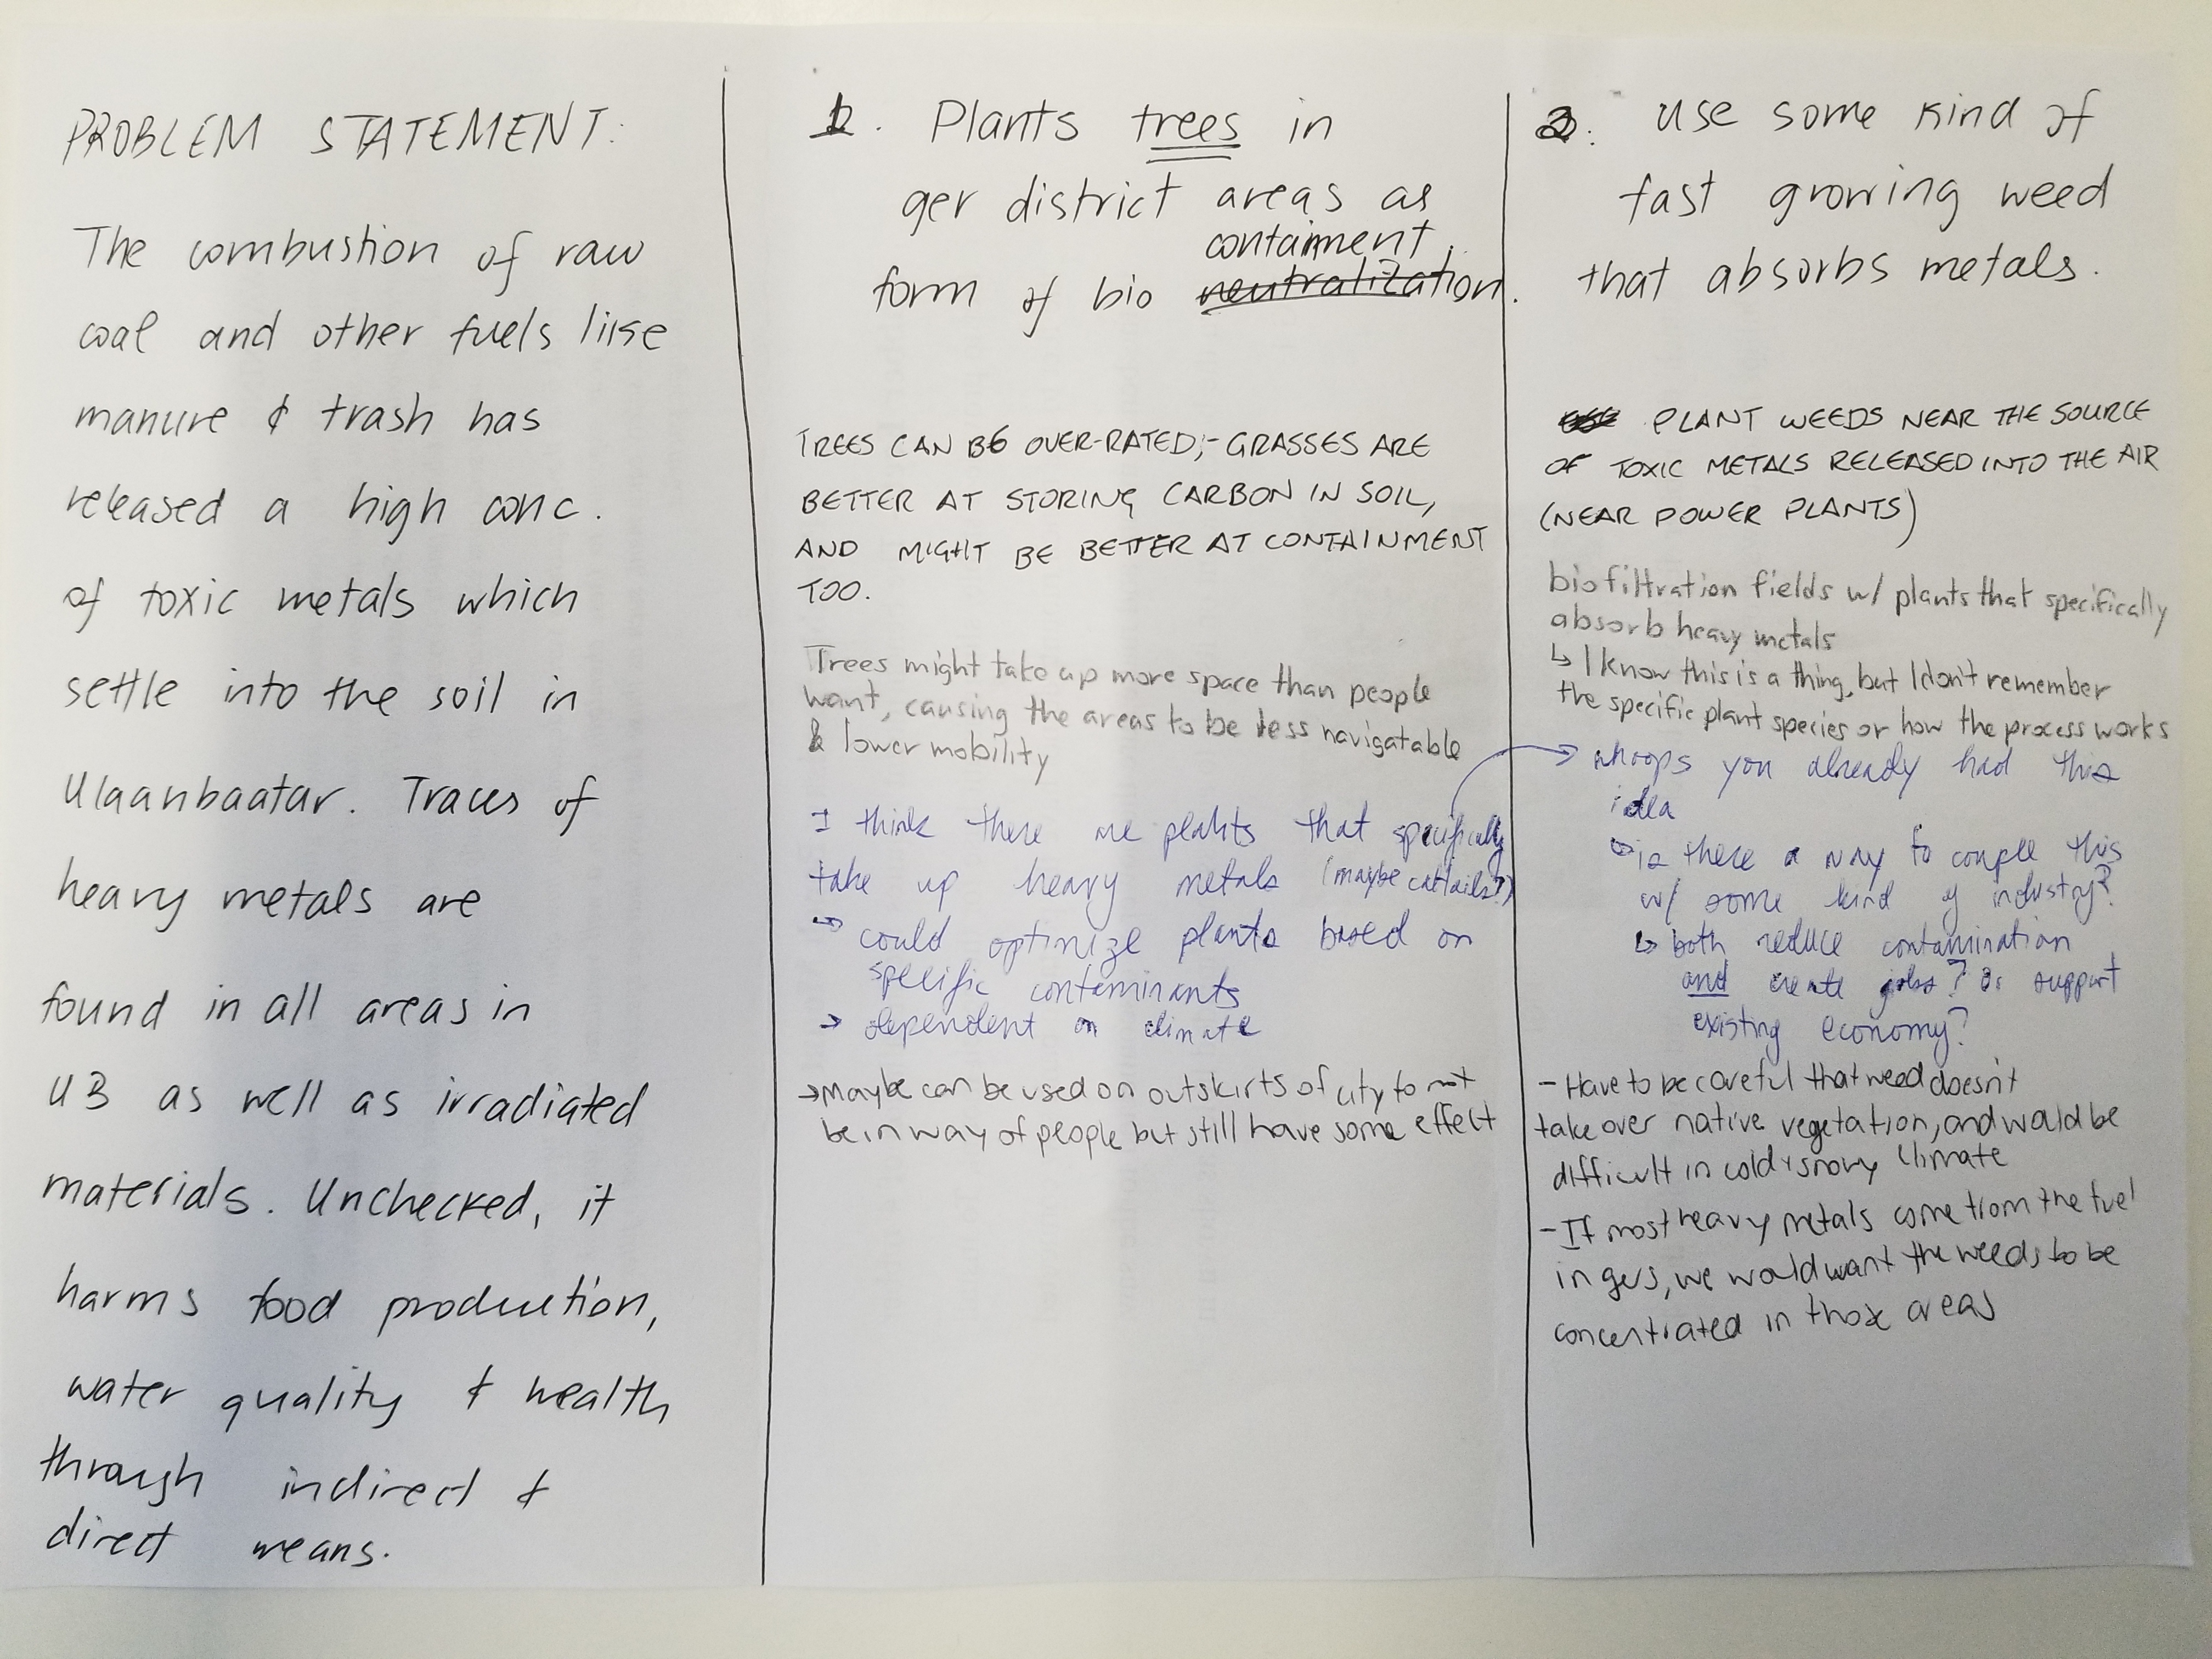 PROBLEM STATEMENT:
The combustion of raw
coal and other fuels like
manure & trash has
released a high conc.
of toxic metals which
settle into the soil in
Ulaanbaatar. Traces of
heavy metals are
found in all areas in
UB as well as irradiated
materials. Unchecked, it
harms food production,
water quality & health
through indirect &
direct means.
1. Plants trees in
ger district areas as
containment
form of bio neutralization.
TREES CAN BE OVER-RATED;- GRASSES ARE
BETTER AT STORING CARBON IN SOIL,
AND MIGHT BE BETTER AT CONTAINMENT
TOO.
Trees might take up more space than people
want, causing the areas to be less navigatable
& lower mobility
I think there are plants that specifically
take up heavy metals (maybe cattails?)
↳ could optimize plants based on
specific contaminants
→ dependent on climate
→ Maybe can be used on outskirts of city to not
be in way of people but still have some effect
2. use some kind of
fast growing weed
that absorbs metals.
PLANT WEEDS NEAR THE SOURCE
OF TOXIC METALS RELEASED INTO THE AIR
(NEAR POWER PLANTS)
biofiltration fields w/ plants that specifically
absorb heavy metals
↳ I know this is a thing, but I don't remember
the specific plant species or how the process works
whoops you already had this
idea
↳ is there a way to couple this
w/ some kind of industry?
↳ both reduce contamination
and create jobs? Or support
existing economy?
- Have to be careful that weed doesn't
take over native vegetation, and would be
difficult in cold & snowy climate
- If most heavy metals come from the fuel
in gers, we would want the weeds to be
concentrated in those areas